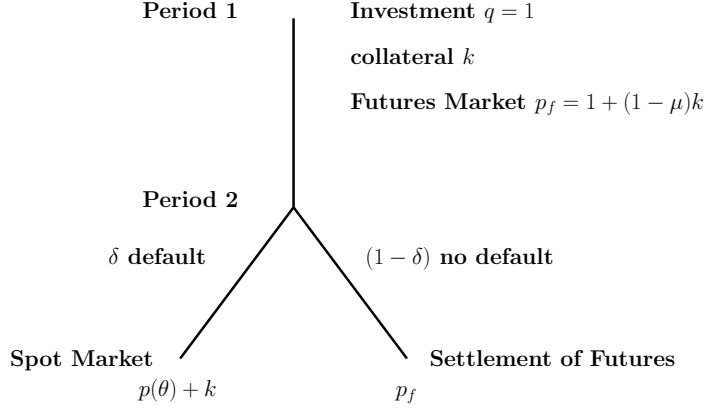 Period 1
Investment q = 1
collateral k
Futures Market p_f = 1 + (1 − μ)k
Period 2
δ default
(1 − δ) no default
Spot Market
Settlement of Futures
p(θ) + k
p_f